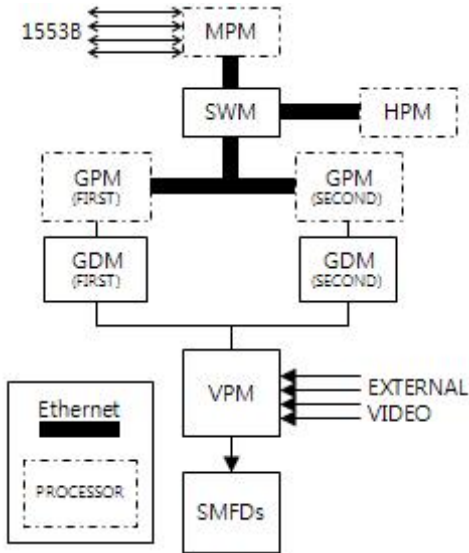 1553B
MPM
SWM
HPM
GPM
(FIRST)
GPM
(SECOND)
GDM
(FIRST)
GDM
(SECOND)
VPM
EXTERNAL
VIDEO
Ethernet
PROCESSOR
SMFDs